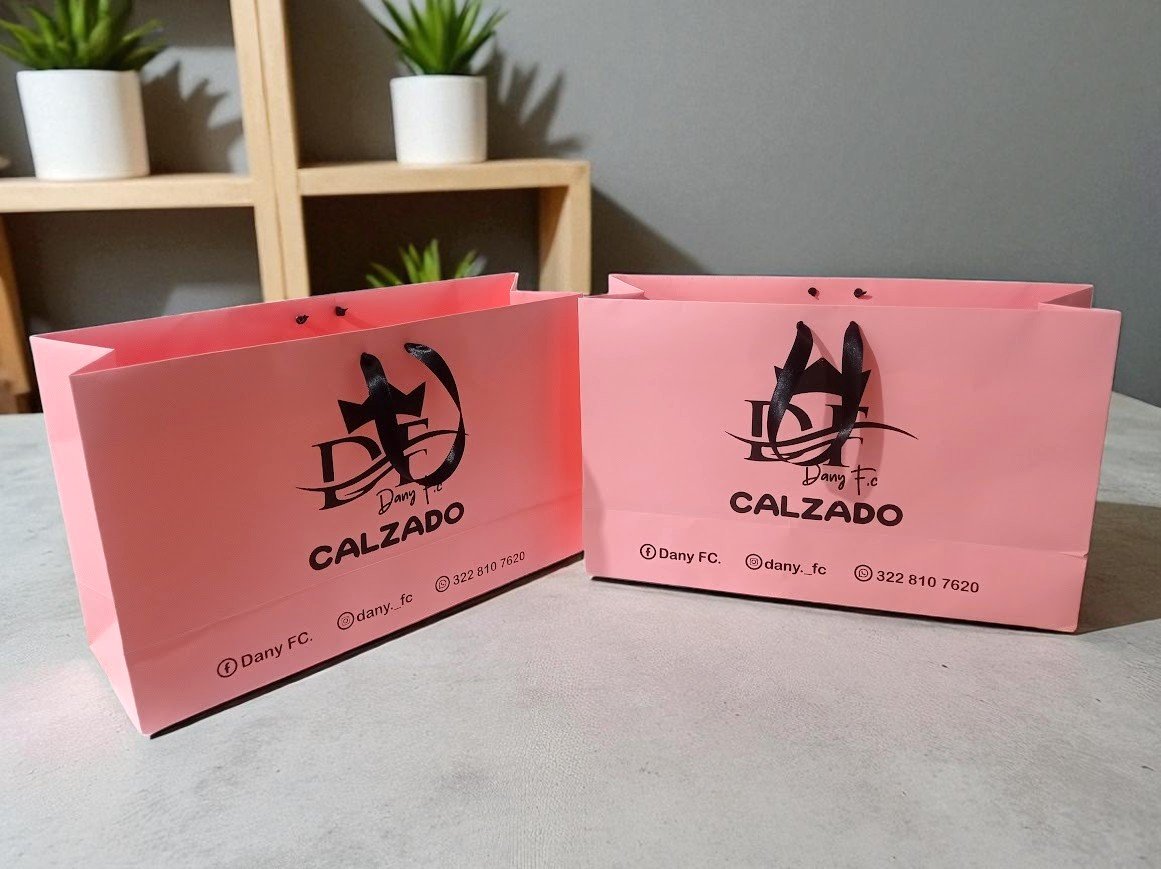 DF
Dany F.c
CALZADO
Dany FC.
dany._fc
322 810 7620
DF
Dany F.c
CALZADO
Dany FC.
dany._fc
322 810 7620